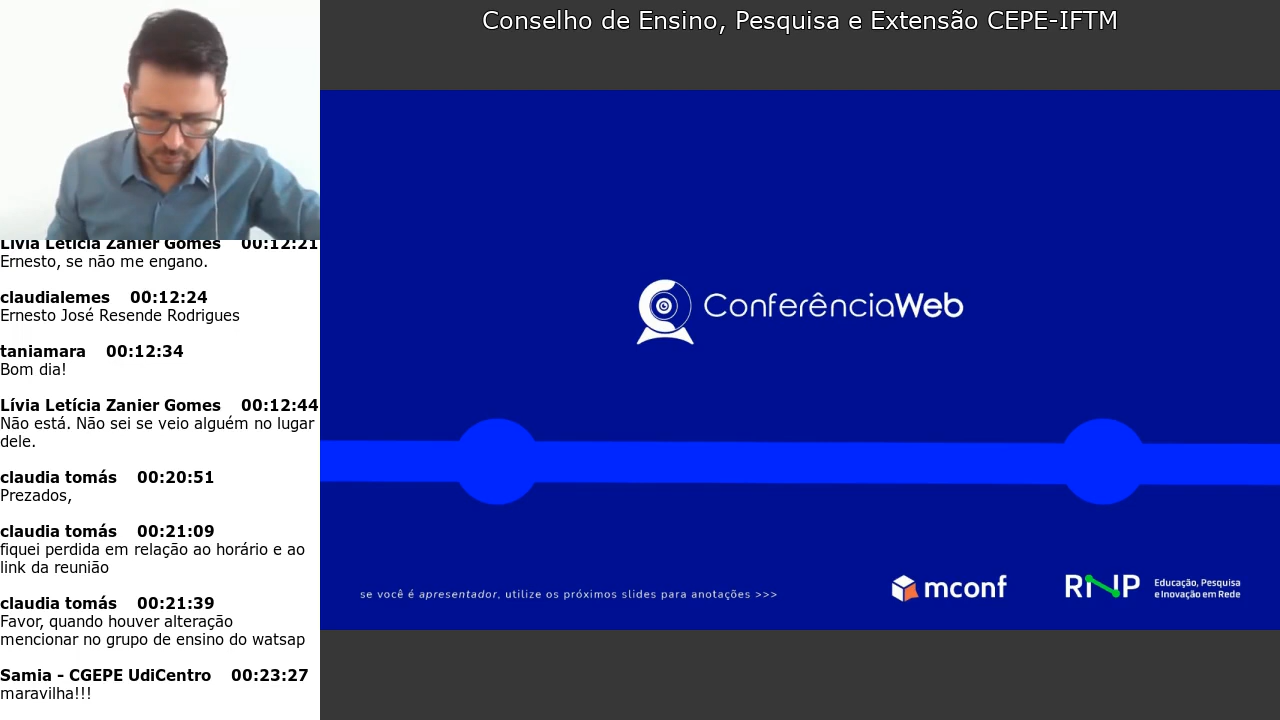 Conselho de Ensino, Pesquisa e Extensão CEPE-IFTM
Lívia Letícia Zanier Gomes 00:12:21
Ernesto, se não me engano.
claudialemes 00:12:24
Ernesto José Resende Rodrigues
taniamara 00:12:34
Bom dia!
Lívia Letícia Zanier Gomes 00:12:44
Não está. Não sei se veio alguém no lugar
dele.
claudia tomás 00:20:51
Prezados,
claudia tomás 00:21:09
fiquei perdida em relação ao horário e ao
link da reunião
claudia tomás 00:21:39
Favor, quando houver alteração
mencionar no grupo de ensino do watsap
Samia - CGEPE UdiCentro 00:23:27
maravilha!!!
ConferênciaWeb
se você é apresentador, utilize os próximos slides para anotações >>>
mconf
RNP
Educação, Pesquisa
e Inovação em Rede